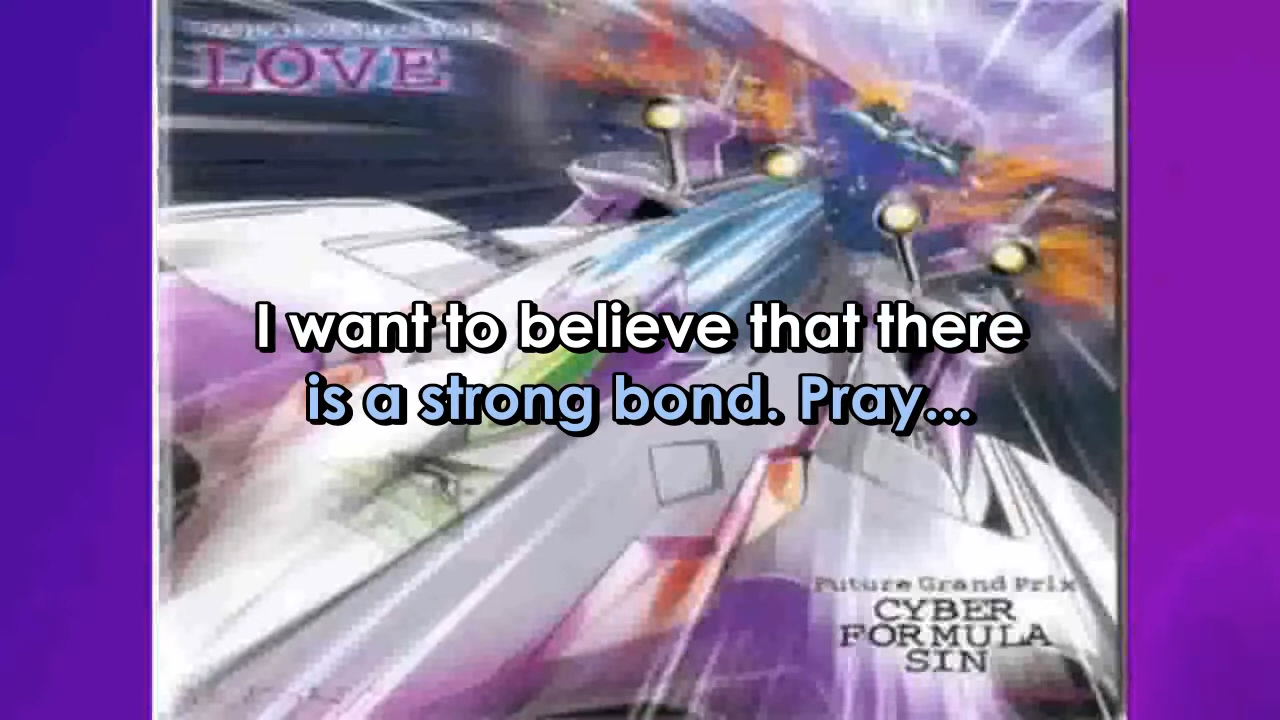 LOVE
I want to believe that there
is a strong bond. Pray...
Future Grand Prix
CYBER
FORMULA
SIN